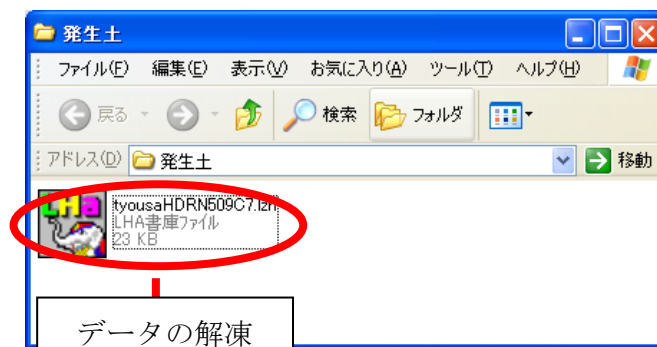 発生土
ファイル(F) 編集(E) 表示(V) お気に入り(A) ツール(T) ヘルプ(H)
戻る 検索 フォルダ
アドレス(D) 発生土 移動
LHa tyousaHDRN509C7.lzh
LHA書庫ファイル
23 KB
データの解凍